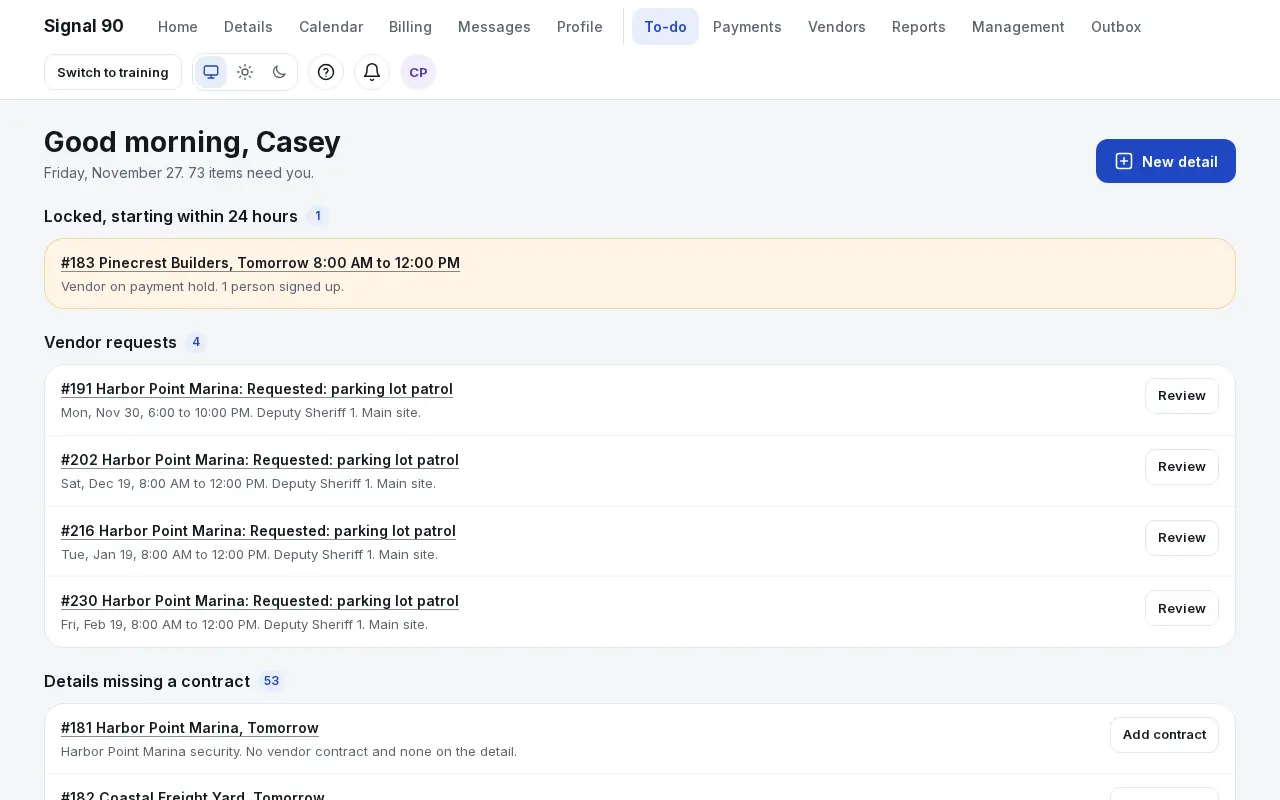 Signal 90
Home
Details
Calendar
Billing
Messages
Profile
To-do
Payments
Vendors
Reports
Management
Outbox
Switch to training
CP
Good morning, Casey
Friday, November 27. 73 items need you.
New detail
Locked, starting within 24 hours 1
#183 Pinecrest Builders, Tomorrow 8:00 AM to 12:00 PM
Vendor on payment hold. 1 person signed up.
Vendor requests 4
#191 Harbor Point Marina: Requested: parking lot patrol
Mon, Nov 30, 6:00 to 10:00 PM. Deputy Sheriff 1. Main site.
Review
#202 Harbor Point Marina: Requested: parking lot patrol
Sat, Dec 19, 8:00 AM to 12:00 PM. Deputy Sheriff 1. Main site.
Review
#216 Harbor Point Marina: Requested: parking lot patrol
Tue, Jan 19, 8:00 AM to 12:00 PM. Deputy Sheriff 1. Main site.
Review
#230 Harbor Point Marina: Requested: parking lot patrol
Fri, Feb 19, 8:00 AM to 12:00 PM. Deputy Sheriff 1. Main site.
Review
Details missing a contract 53
#181 Harbor Point Marina, Tomorrow
Harbor Point Marina security. No vendor contract and none on the detail.
Add contract
#182 Coastal Freight Yard, Tomorrow